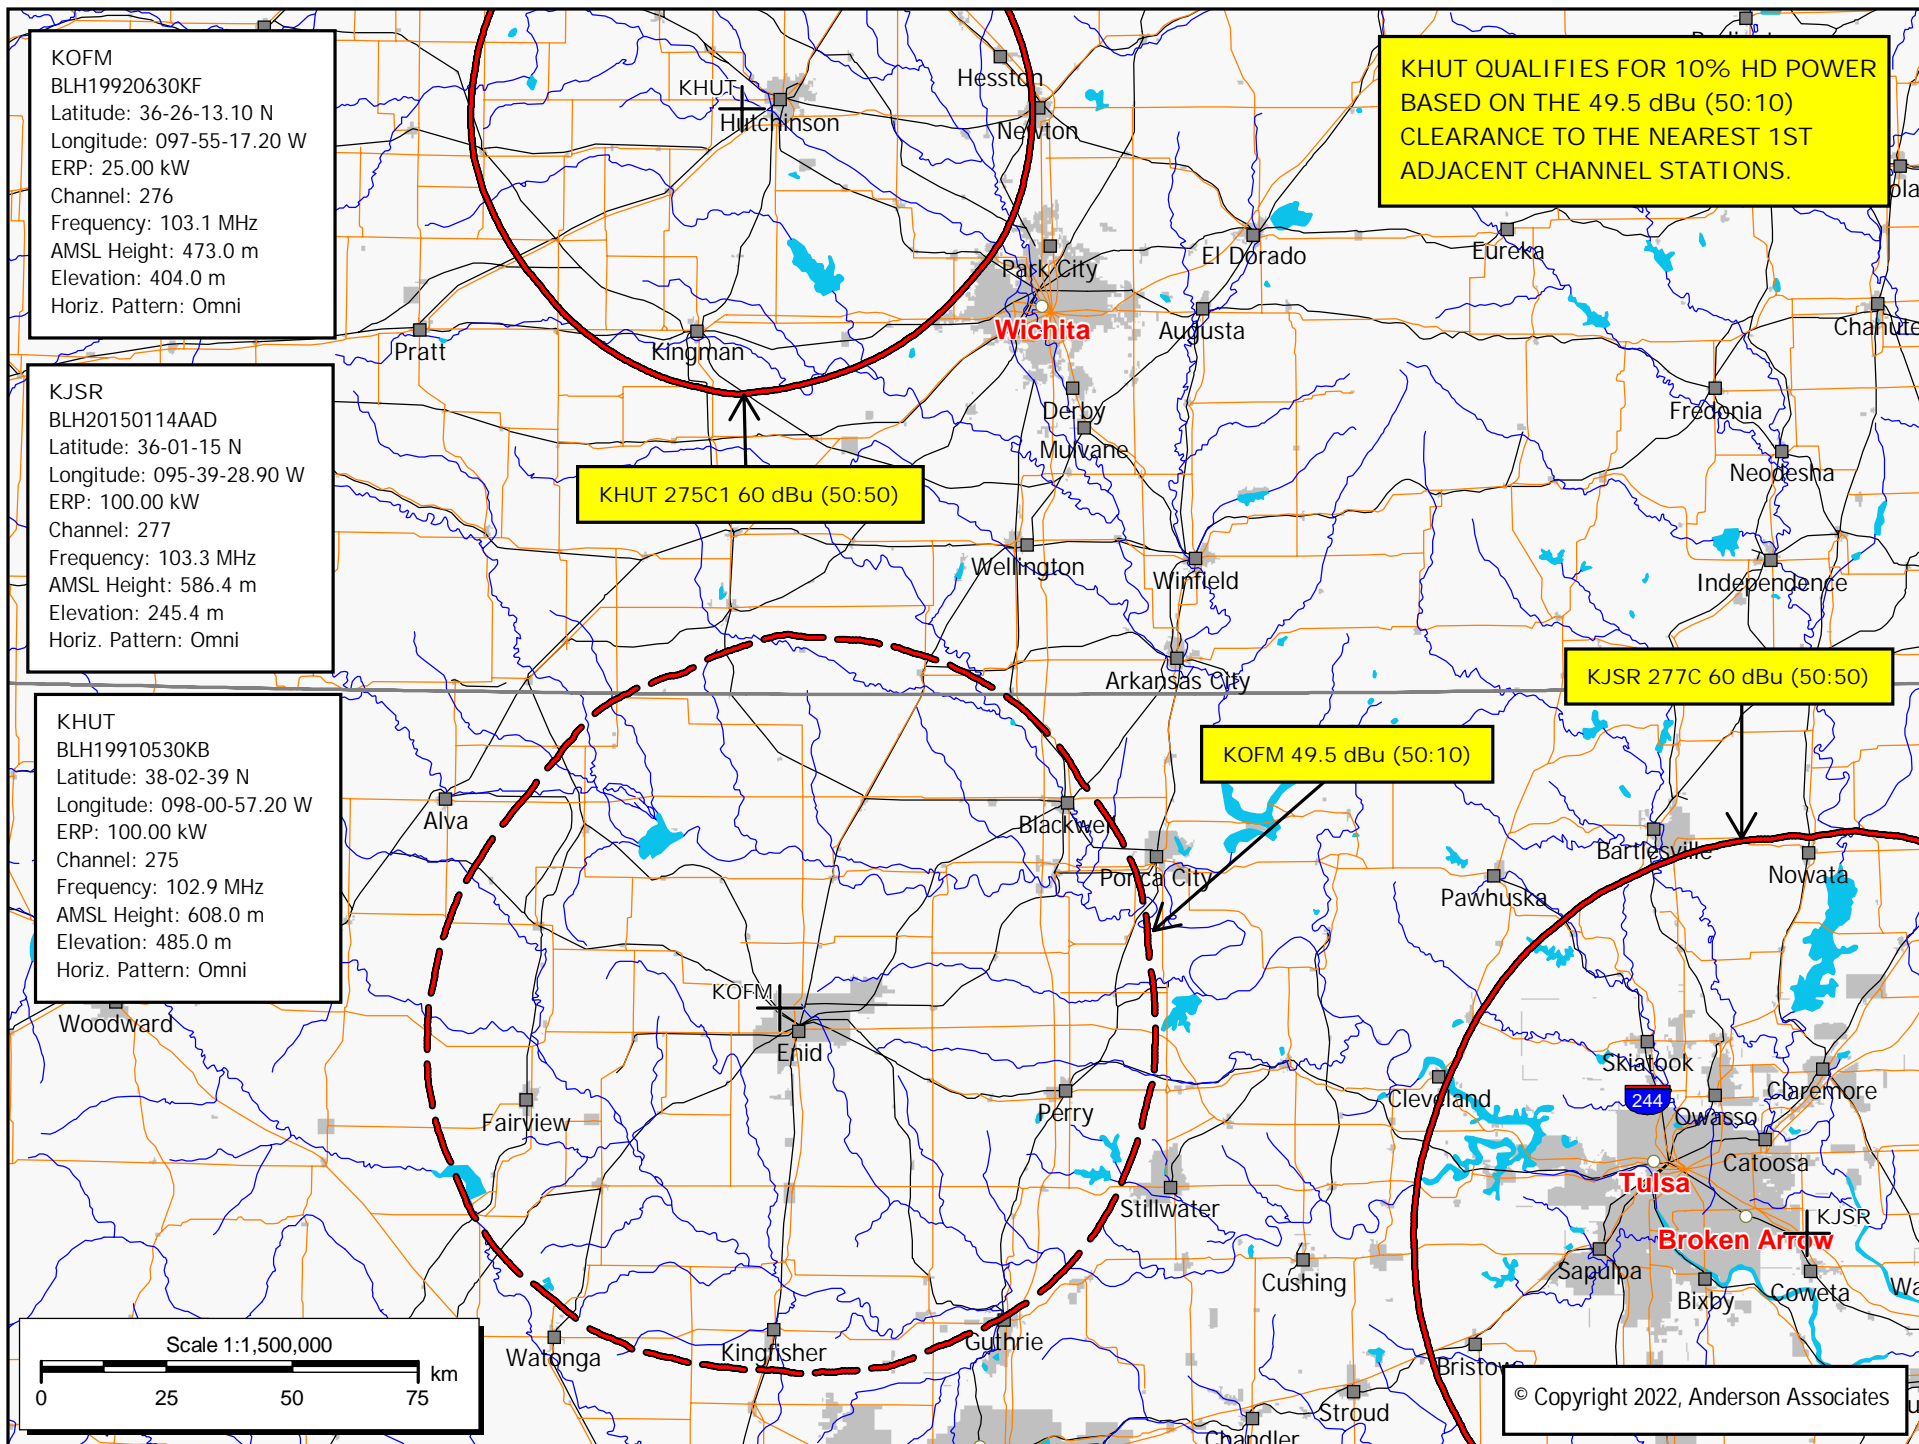 KOFM
BLH19920630KF
Latitude: 36-26-13.10 N
Longitude: 097-55-17.20 W
ERP: 25.00 kW
Channel: 276
Frequency: 103.1 MHz
AMSL Height: 473.0 m
Elevation: 404.0 m
Horiz. Pattern: Omni
KJSR
BLH20150114AAD
Latitude: 36-01-15 N
Longitude: 095-39-28.90 W
ERP: 100.00 kW
Channel: 277
Frequency: 103.3 MHz
AMSL Height: 586.4 m
Elevation: 245.4 m
Horiz. Pattern: Omni
KHUT
BLH19910530KB
Latitude: 38-02-39 N
Longitude: 098-00-57.20 W
ERP: 100.00 kW
Channel: 275
Frequency: 102.9 MHz
AMSL Height: 608.0 m
Elevation: 485.0 m
Horiz. Pattern: Omni
KHUT QUALIFIES FOR 10% HD POWER
BASED ON THE 49.5 dBu (50:10)
CLEARANCE TO THE NEAREST 1ST
ADJACENT CHANNEL STATIONS.
Hesston
KHUT
Hutchinson
Newton
Park City
El Dorado
Eureka
Wichita
Augusta
Chanute
Pratt
Kingman
Derby
Fredonia
Mulvane
Neodesha
KHUT 275C1 60 dBu (50:50)
Wellington
Winfield
Independence
Arkansas City
KJSR 277C 60 dBu (50:50)
KOFM 49.5 dBu (50:10)
Alva
Blackwell
Bartlesville
Ponca City
Nowata
Pawhuska
KOFM
Woodward
Enid
Skiatook
Claremore
Cleveland
244
Perry
Owasso
Fairview
Catoosa
Tulsa
Stillwater
KJSR
Broken Arrow
Cushing
Sapulpa
Bixby
Coweta
Wa
Guthrie
Watonga
Kingfisher
Bristow
Stroud
Chandler
Scale 1:1,500,000
km
0 25 50 75
© Copyright 2022, Anderson Associates